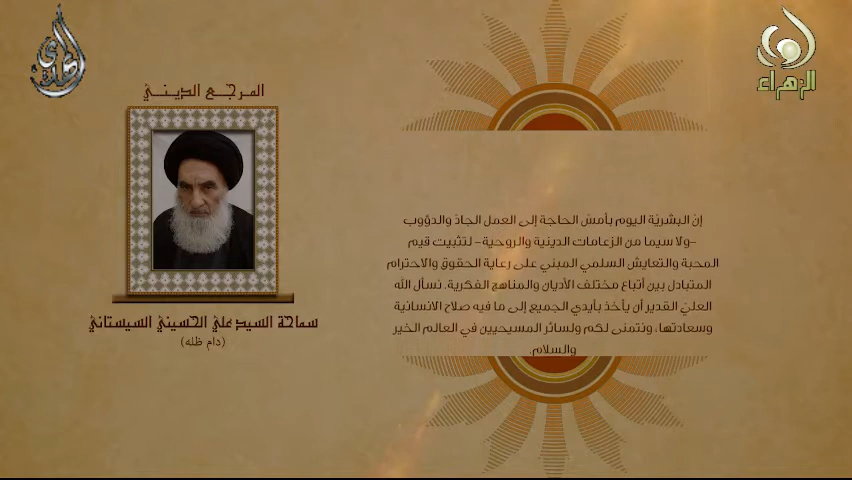 الزهراء
المرجع الديني
سماحة السيد علي الحسيني السيستاني
(دام ظله)
إنّ البشريّة اليوم بأمسّ الحاجة إلى العمل الجادّ والدؤوب
-ولا سيما من الزعامات الدينية والروحية- لتثبيت قيم
المحبة والتعايش السلمي المبني على رعاية الحقوق والاحترام
المتبادل بين أتباع مختلف الأديان والمناهج الفكرية. نسأل الله
العليّ القدير أن يأخذ بأيدي الجميع إلى ما فيه صلاح الانسانية
وسعادتها، ونتمنى لكم ولسائر المسيحيين في العالم الخير
والسلام.